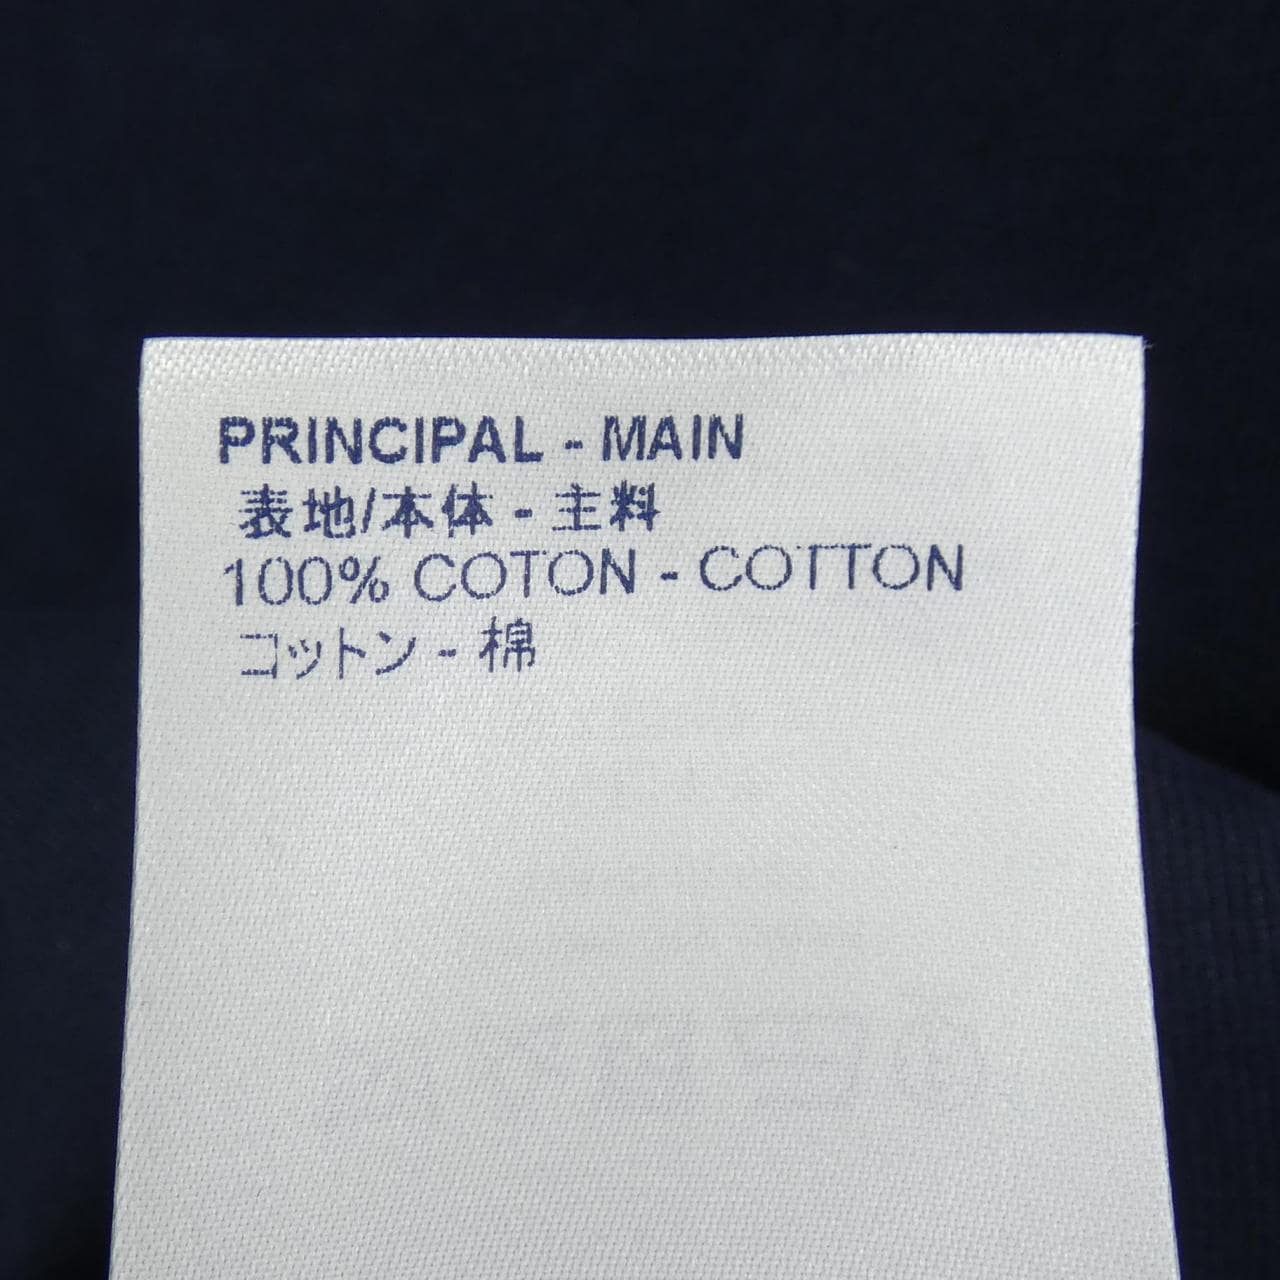 PRINCIPAL - MAIN
表地/本体 - 主料
100% COTON - COTTON
コットン - 棉